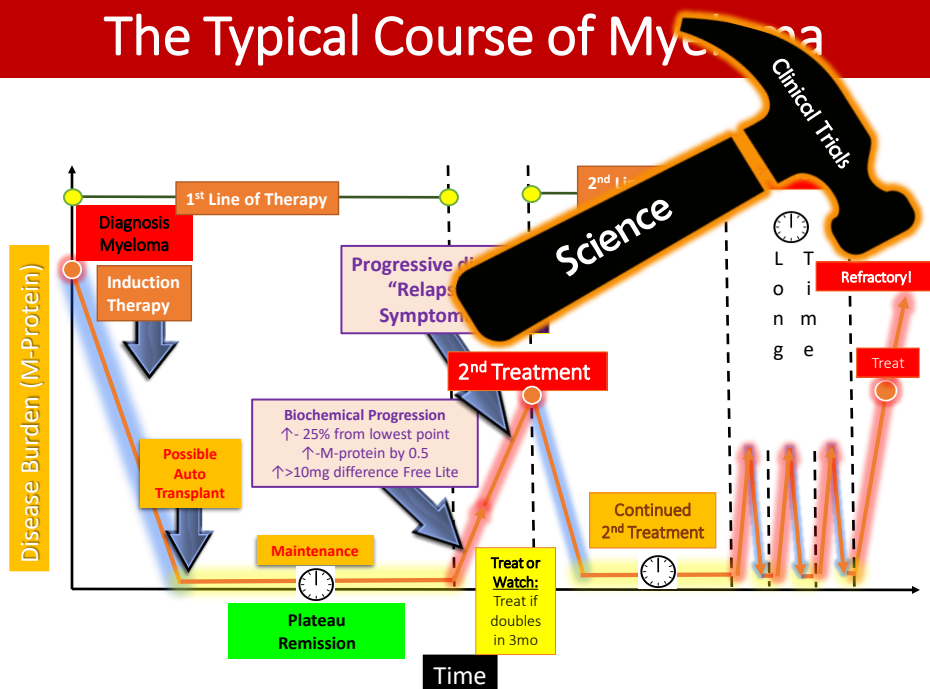 The Typical Course of Myeloma
Clinical Trials
Science
1st Line of Therapy
2nd Li
Diagnosis
Myeloma
Induction
Therapy
Progressive di
“Relaps
Symptom
L T
o i
n m
g e
Refractory!
Treat
2nd Treatment
Biochemical Progression
↑- 25% from lowest point
↑-M-protein by 0.5
↑>10mg difference Free Lite
Possible
Auto
Transplant
Continued
2nd Treatment
Maintenance
Treat or
Watch:
Treat if
doubles
in 3mo
Plateau
Remission
Disease Burden (M-Protein)
Time